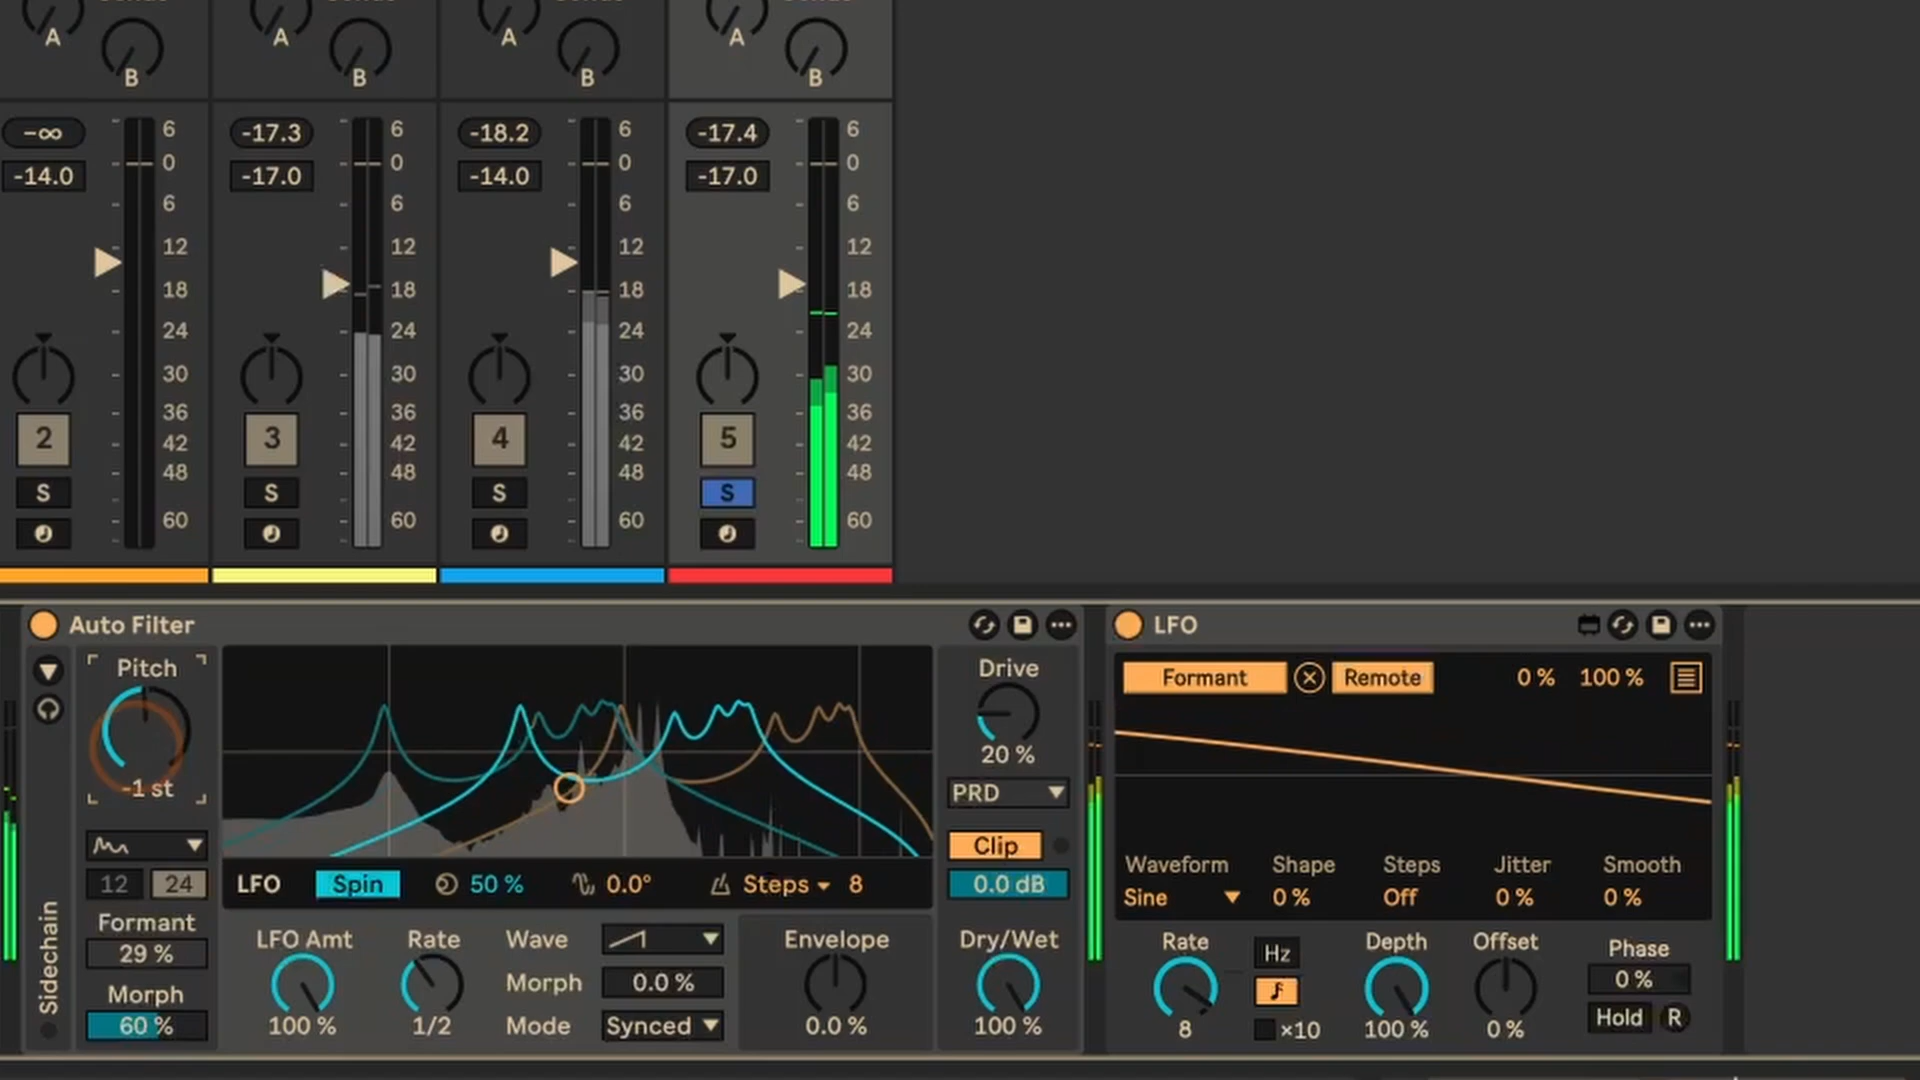 A B A B A B A B
-∞ 6 -17.3 6 -18.2 6 -17.4 6
0 0 0 0
-14.0 -17.0 -14.0 -17.0
6 6 6 6
12 12 12 12
18 18 18 18
24 24 24 24
30 30 30 30
36 36 36 36
2 3 4 5
42 42 42 42
48 48 48 48
S S S S
60 60 60 60
Auto Filter
Pitch
-1 st
12 24
Formant
29 %
Morph
60 %
Sidechain
LFO Spin 50 % 0.0° Steps 8
LFO Amt Rate Wave
Morph 0.0 %
100 % 1/2 Mode Synced
Envelope
0.0 %
Drive
20 %
PRD
Clip
0.0 dB
Dry/Wet
100 %
LFO
Formant Remote 0 % 100 %
Waveform Shape Steps Jitter Smooth
Sine 0 % Off 0 % 0 %
Rate Hz Depth Offset Phase
0 %
8 ×10 100 % 0 % Hold R